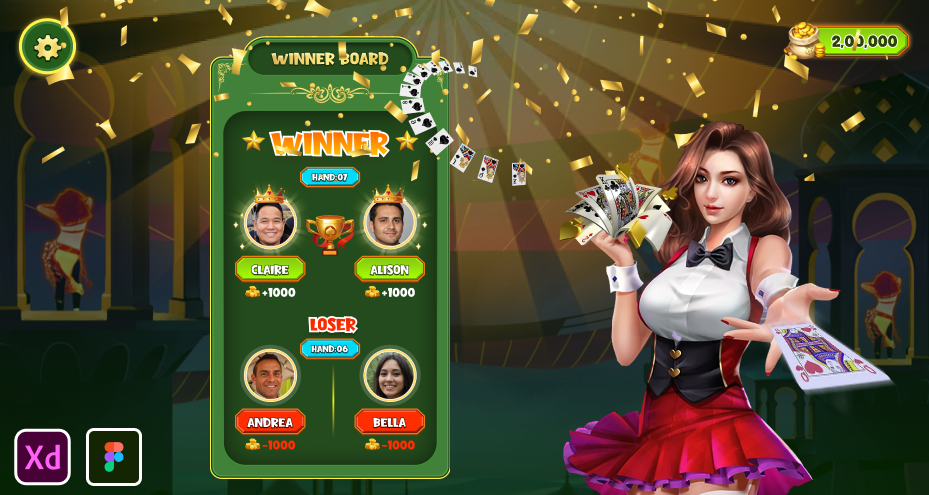 WINNER BOARD
2,00,000
WINNER
HAND:07
CLAIRE
ALISON
+1000
+1000
LOSER
HAND:06
ANDREA
BELLA
-1000
-1000
Xd